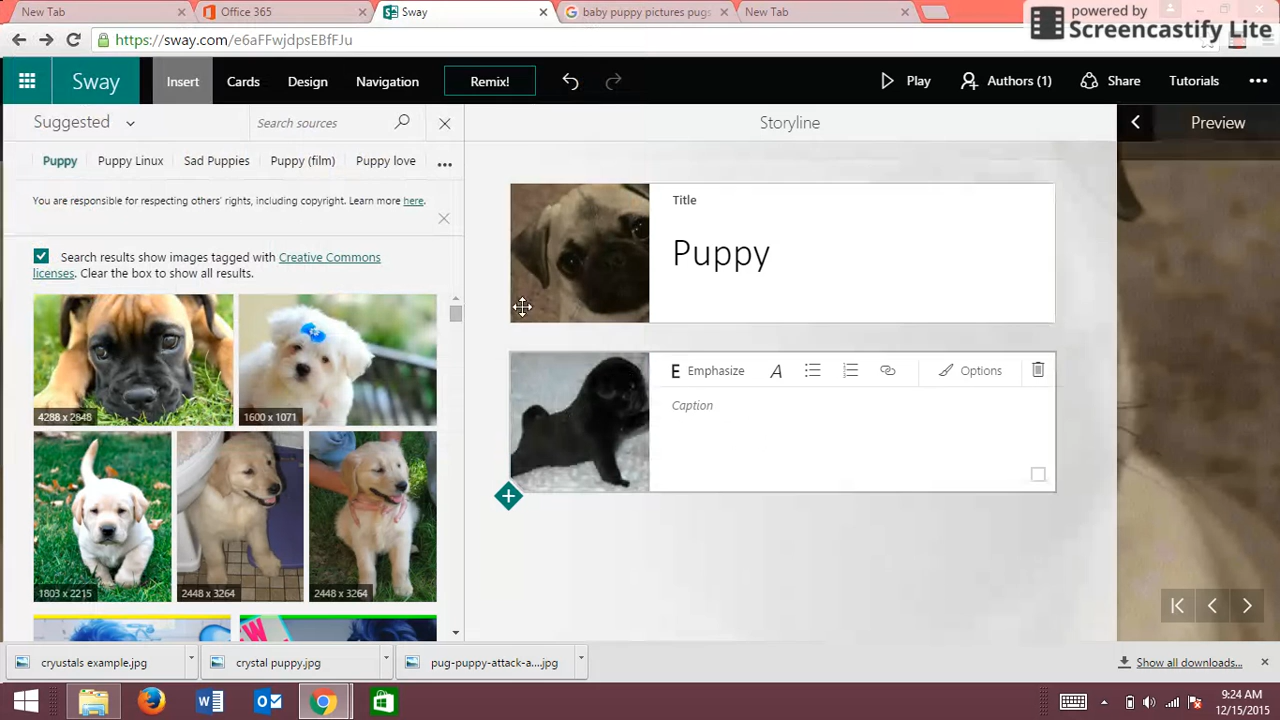 New Tab
Office 365
Sway
baby puppy pictures pugs
New Tab
powered by
Screencastify Lite
https://sway.com/e6aFFwjdpsEBFFJu
Sway
Insert
Cards
Design
Navigation
Remix!
Play
Authors (1)
Share
Tutorials
Suggested
Search sources
Storyline
Preview
Puppy
Puppy Linux
Sad Puppies
Puppy (film)
Puppy love
You are responsible for respecting others' rights, including copyright. Learn more here.
Search results show images tagged with Creative Commons
licenses. Clear the box to show all results.
4288 x 2848
1600 x 1071
1803 x 2215
2448 x 3264
2448 x 3264
Title
Puppy
E Emphasize
A
Options
Caption
cryustals example.jpg
crystal puppy.jpg
pug-puppy-attack-a....jpg
Show all downloads...
9:24 AM
12/15/2015